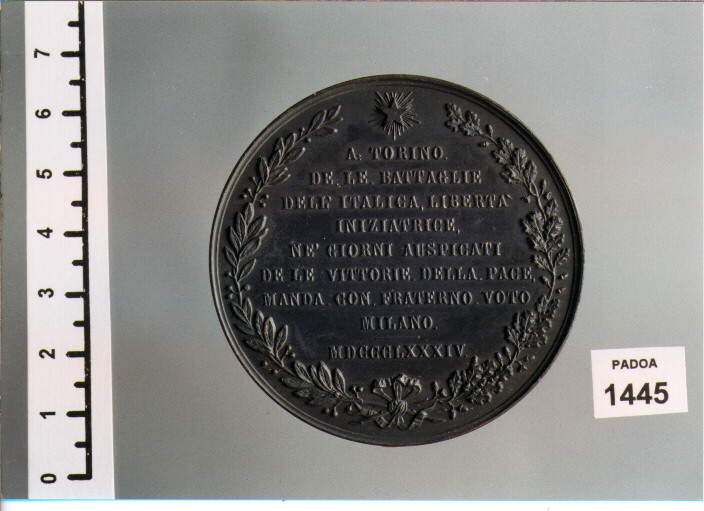 A. TORINO.
DE. LE. BATTAGLIE
DELL' ITALICA. LIBERTA'
INIZIATRICE,
NE' GIORNI AUSPICATI
DE LE VITTORIE. DELLA. PACE,
MANDA. CON. FRATERNO. VOTO
MILANO.
MDCCCLXXXIV.
PADOA
1445
7
6
5
4
3
2
1
0